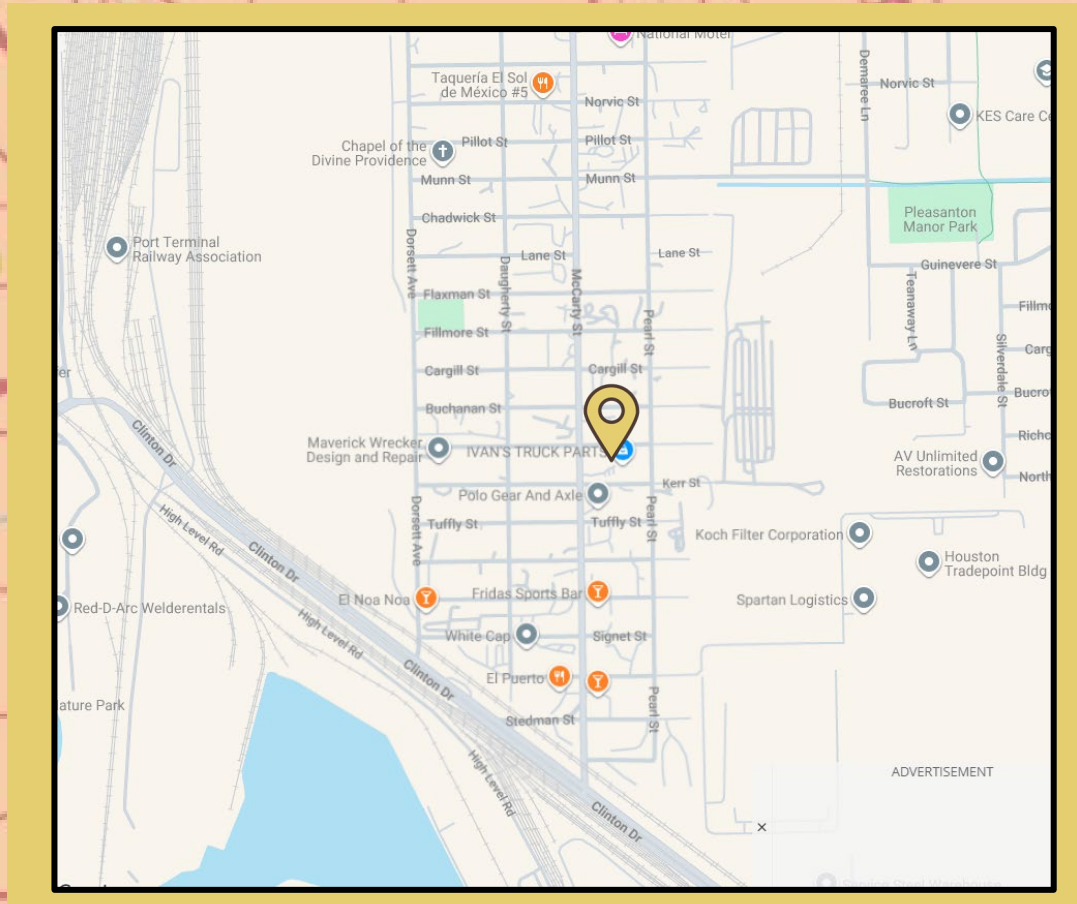 National Motel
Taquería El Sol
de México #5
Demaree Ln
Norvic St
Norvic St
KES Care
Chapel of the
Divine Providence
Pillot St
Pillot St
Munn St
Munn St
Chadwick St
Pleasanton
Manor Park
Port Terminal
Railway Association
Dorsett Ave
Daugherty St
Lane St
McCarty St
Lane St
Guinevere St
Flaxman St
Teanaway Ln
Fillmore St
Pearl St
Silverdale St
Cargill St
Cargill St
Buchanan St
Bucroft St
Clinton Dr
Maverick Wrecker
Design and Repair
IVAN'S TRUCK PARTS
AV Unlimited
Restorations
North
Polo Gear And Axle
Kerr St
Dorsett Ave
Pearl St
High Level Rd
Tuffly St
Tuffly St
Koch Filter Corporation
Clinton Dr
Houston
Tradepoint Bldg
El Noa Noa
Fridas Sports Bar
Spartan Logistics
Red-D-Arc Welderentals
High Level Rd
White Cap
Signet St
Clinton Dr
El Puerto
Pearl St
ature Park
Stedman St
High Level Rd
ADVERTISEMENT
×
Clinton Dr